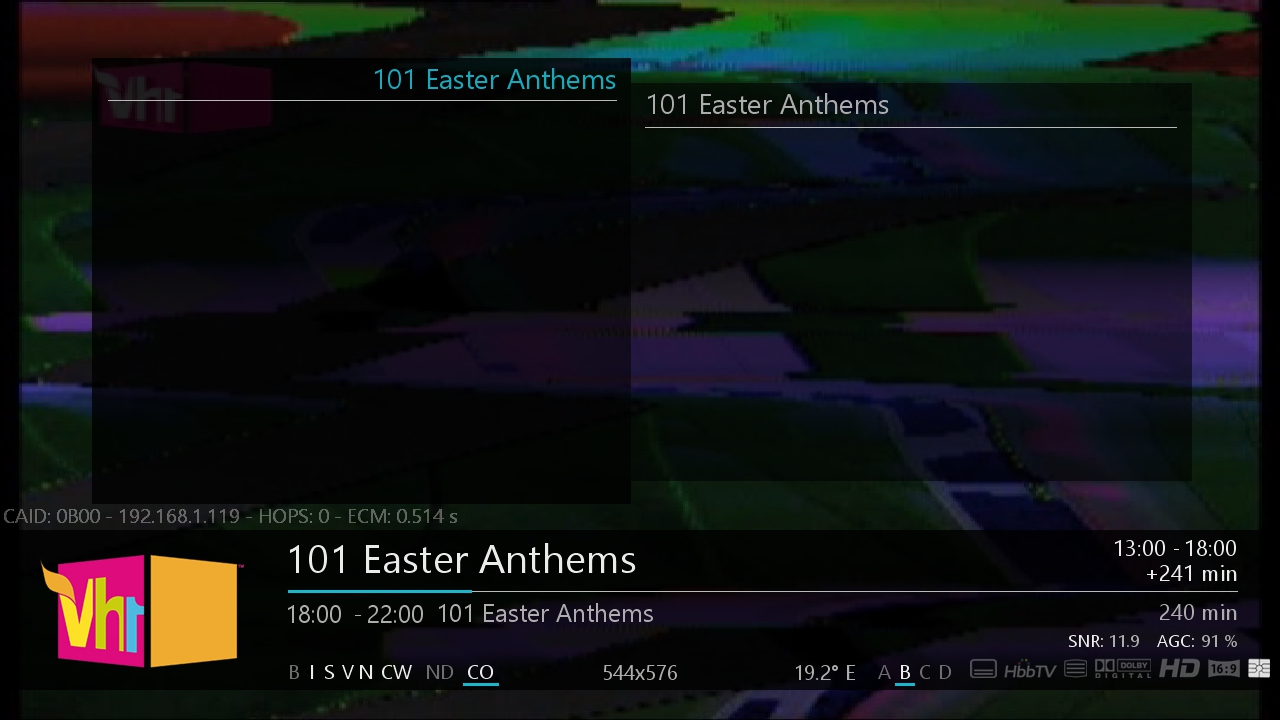 101 Easter Anthems
101 Easter Anthems
CAID: 0B00 - 192.168.1.119 - HOPS: 0 - ECM: 0.514 s
Vh1
101 Easter Anthems
13:00 - 18:00
+241 min
18:00 - 22:00 101 Easter Anthems
240 min
SNR: 11.9 AGC: 91 %
B I S V N CW ND CO 544x576 19.2° E A B C D HbbTV DOLBY DIGITAL HD 16:9